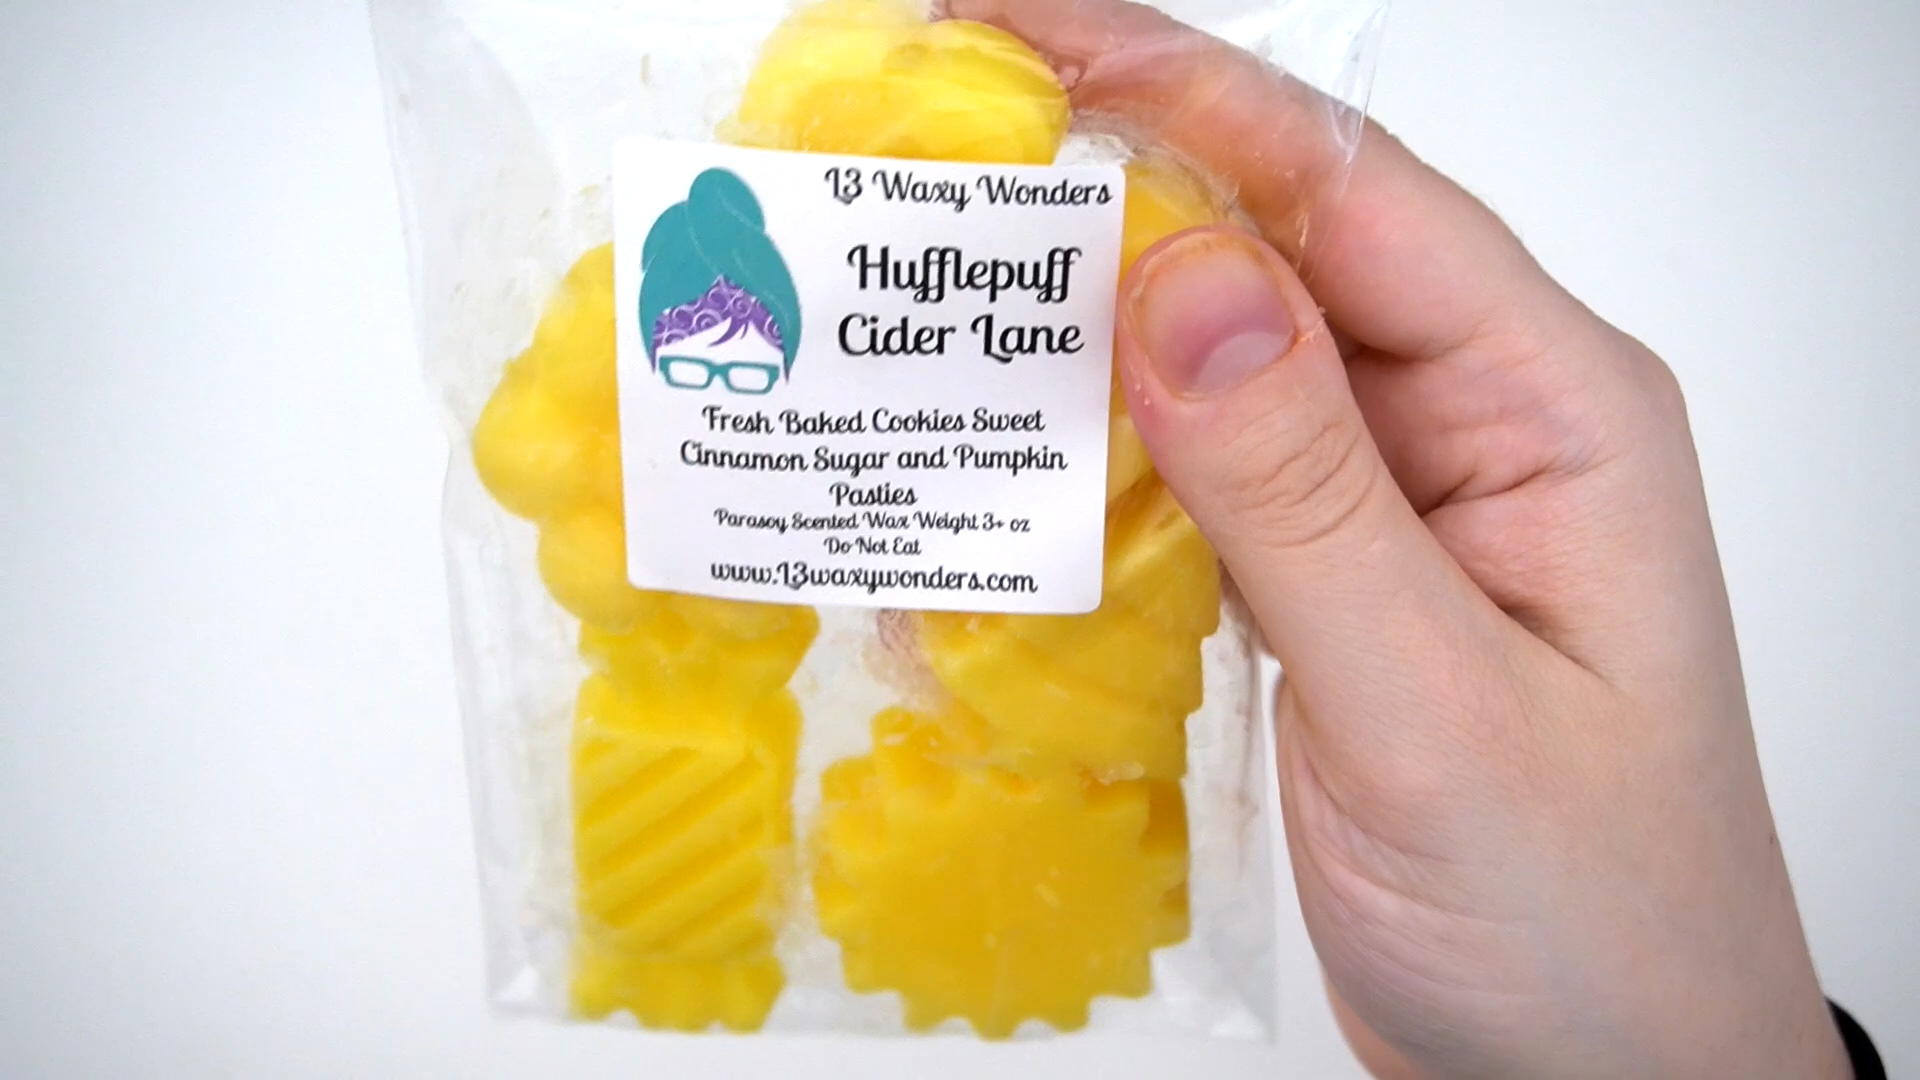 13 Waxy Wonders
Hufflepuff
Cider Lane
Fresh Baked Cookies Sweet
Cinnamon Sugar and Pumpkin
Pasties
Parasoy Scented Wax Weight 3+ oz
Do Not Eat
www.13waxywonders.com